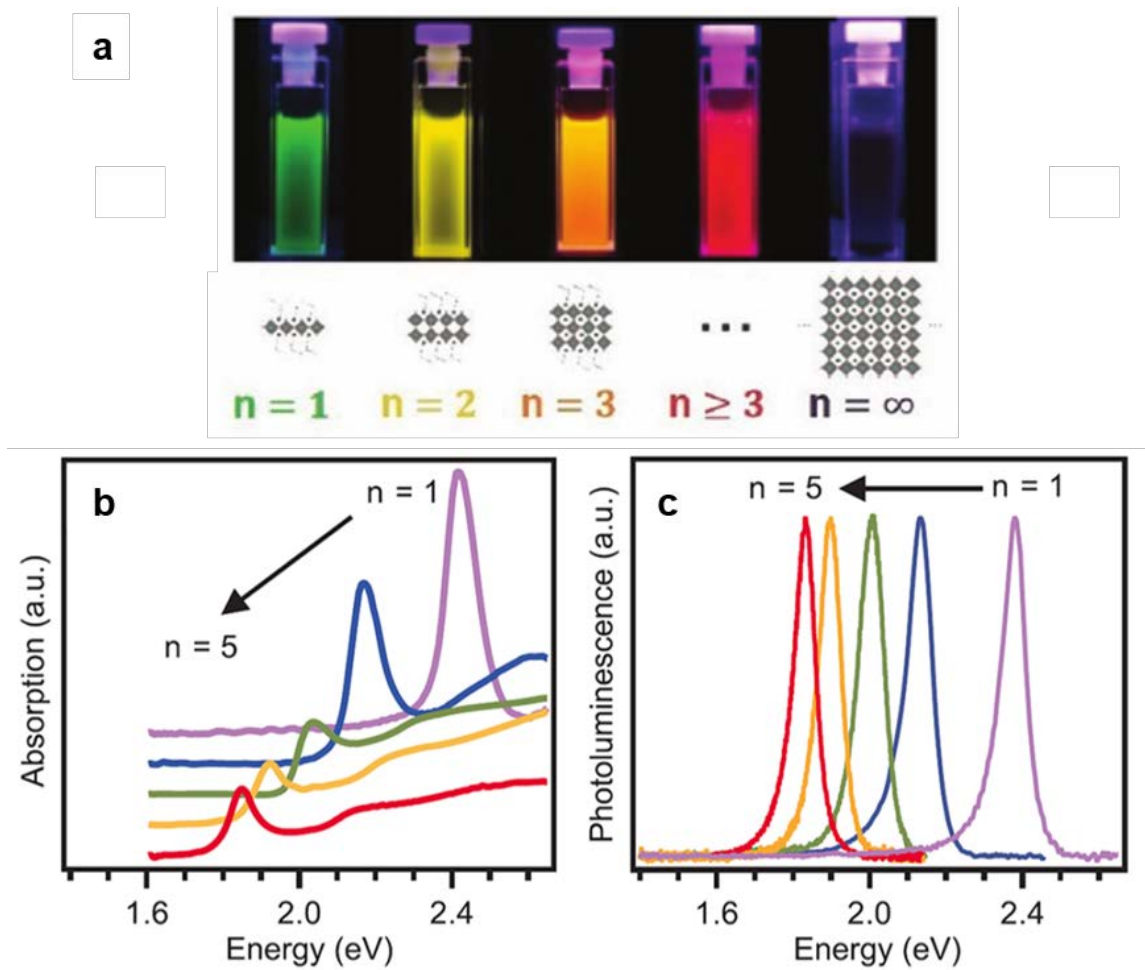 a
n = 1 n = 2 n = 3 n ≥ 3 n = ∞
b
n = 1
n = 5
Absorption (a.u.)
1.6 2.0 2.4
Energy (eV)
c
n = 5 n = 1
Photoluminescence (a.u.)
1.6 2.0 2.4
Energy (eV)